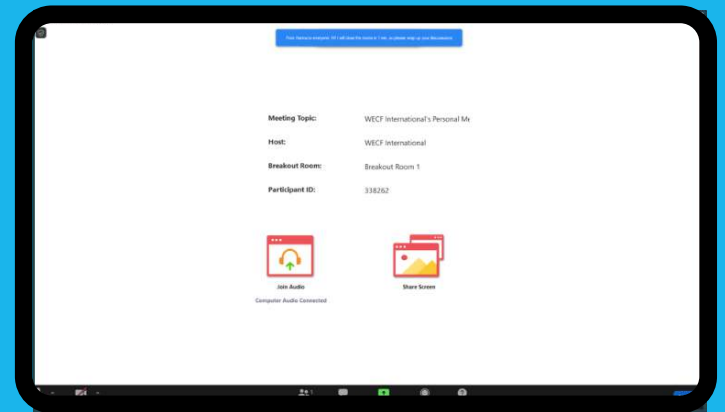 Meeting Topic: WECF International's Personal Me
Host: WECF International
Breakout Room: Breakout Room 1
Participant ID: 338262
Join Audio Share Screen
Computer Audio Connected